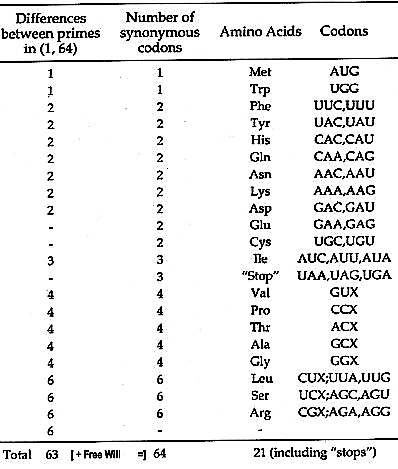 Differences between primes in (1, 64) Number of synonymous codons Amino Acids Codons
1 1 Met AUG
1 1 Trp UGG
2 2 Phe UUC,UUU
2 2 Tyr UAC,UAU
2 2 His CAC,CAU
2 2 Gln CAA,CAG
2 2 Asn AAC,AAU
2 2 Lys AAA,AAG
2 2 Asp GAC,GAU
- 2 Glu GAA,GAG
- 2 Cys UGC,UGU
3 3 Ile AUC,AUU,AUA
- 3 "Stop" UAA,UAG,UGA
4 4 Val GUX
4 4 Pro CCX
4 4 Thr ACX
4 4 Ala GCX
4 4 Gly GGX
6 6 Leu CUX;UUA,UUG
6 6 Ser UCX;AGC,AGU
6 6 Arg CGX;AGA,AGG
6 - -
Total 63 [+ Free Will =] 64 21 (including "stops")